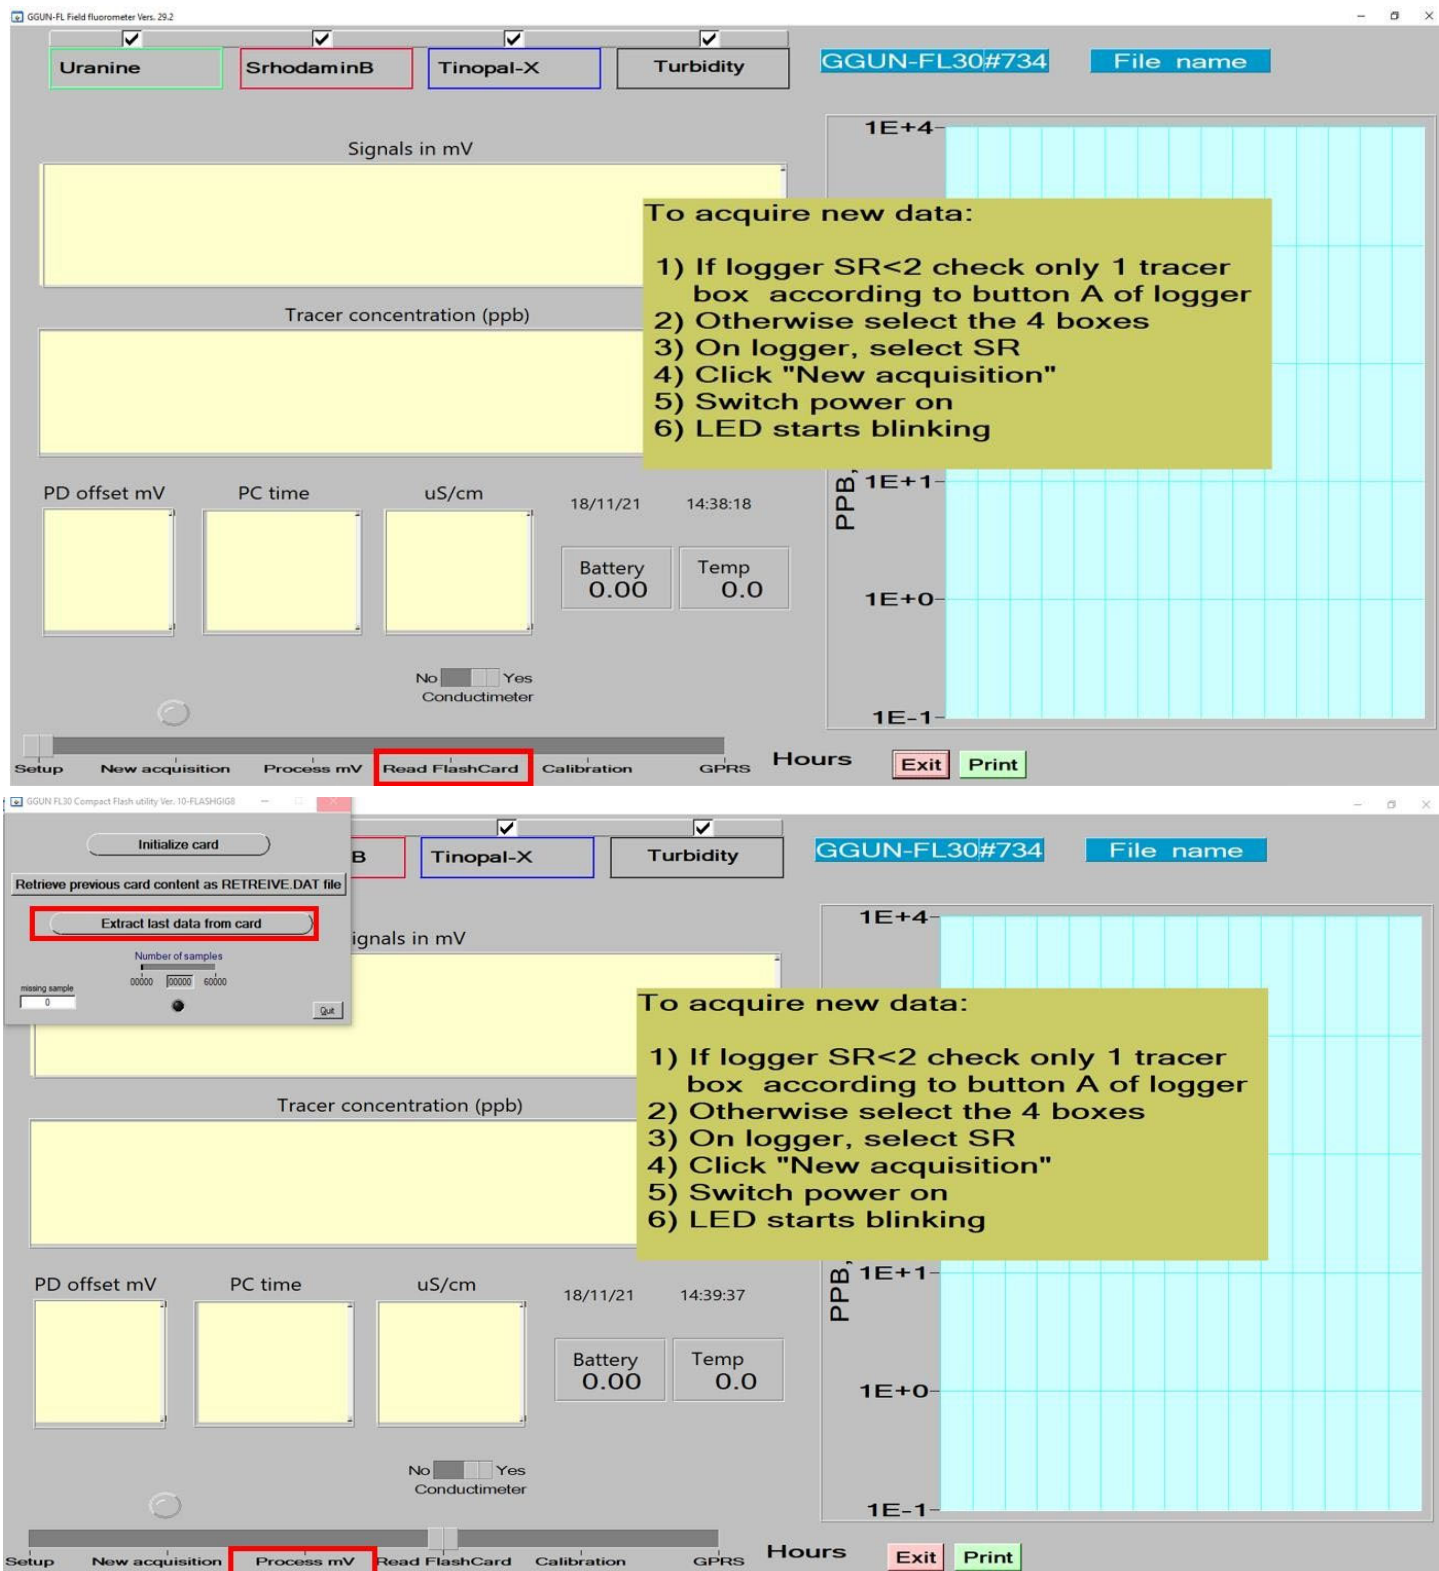 GGUN-FL Field fluorometer Vers. 29.2
Uranine
SrhodaminB
Tinopal-X
Turbidity
GGUN-FL30#734
File name
Signals in mV
1E+4
To acquire new data:
1) If logger SR<2 check only 1 tracer
box according to button A of logger
2) Otherwise select the 4 boxes
3) On logger, select SR
4) Click "New acquisition"
5) Switch power on
6) LED starts blinking
Tracer concentration (ppb)
PD offset mV
PC time
uS/cm
18/11/21
14:38:18
Battery
0.00
Temp
0.0
PPB,
1E+1
1E+0
1E-1
No
Yes
Conductimeter
Setup
New acquisition
Process mV
Read FlashCard
Calibration
GPRS
Hours
Exit
Print
GGUN FL30 Compact Flash utility Ver. 10-FLASHGIG8
Initialize card
Retrieve previous card content as RETREIVE.DAT file
Extract last data from card
Number of samples
00000
00000
60000
missing sample
0
Quit
B
Tinopal-X
Turbidity
GGUN-FL30#734
File name
ignals in mV
1E+4
To acquire new data:
1) If logger SR<2 check only 1 tracer
box according to button A of logger
2) Otherwise select the 4 boxes
3) On logger, select SR
4) Click "New acquisition"
5) Switch power on
6) LED starts blinking
Tracer concentration (ppb)
PD offset mV
PC time
uS/cm
18/11/21
14:39:37
Battery
0.00
Temp
0.0
PPB,
1E+1
1E+0
1E-1
No
Yes
Conductimeter
Setup
New acquisition
Process mV
Read FlashCard
Calibration
GPRS
Hours
Exit
Print